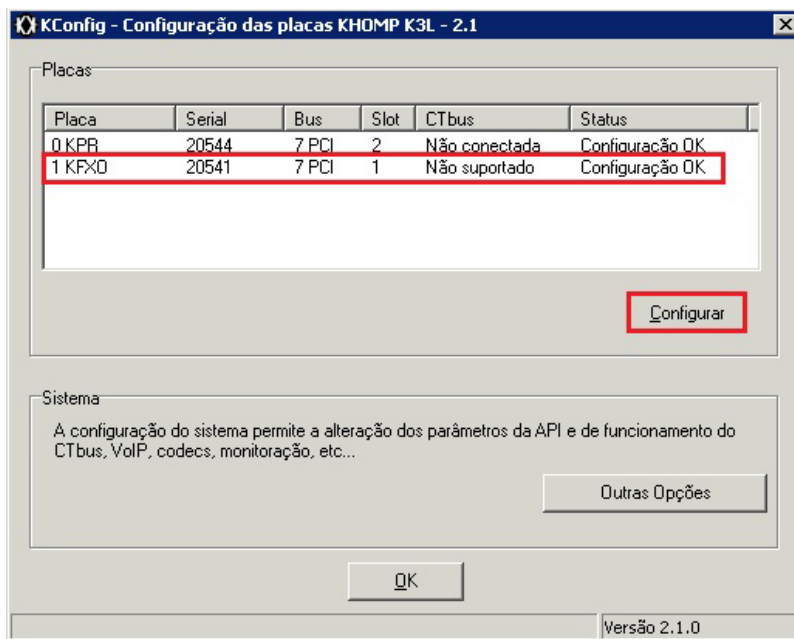 KConfig - Configuração das placas KHOMP K3L - 2.1
Placas
Placa Serial Bus Slot CTbus Status
0 KPR 20544 7 PCI 2 Não conectada Configuração OK
1 KFXO 20541 7 PCI 1 Não suportado Configuração OK
Configurar
Sistema
A configuração do sistema permite a alteração dos parâmetros da API e de funcionamento do
CTbus, VoIP, codecs, monitoração, etc...
Outras Opções
OK
Versão 2.1.0